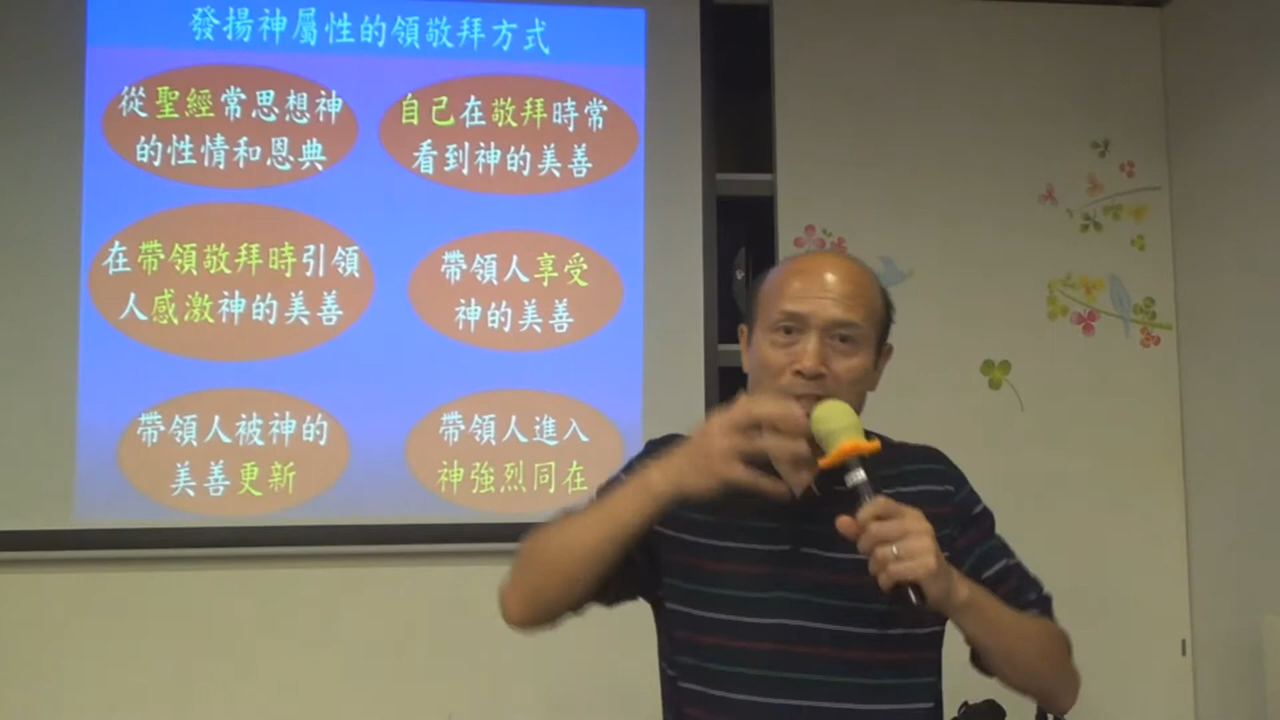 發揚神屬性的領敬拜方式
從聖經常思想神
的性情和恩典
自己在敬拜時常
看到神的美善
在帶領敬拜時引領
人感激神的美善
帶領人享受
神的美善
帶領人被神的
美善更新
帶領人進入
神強烈同在